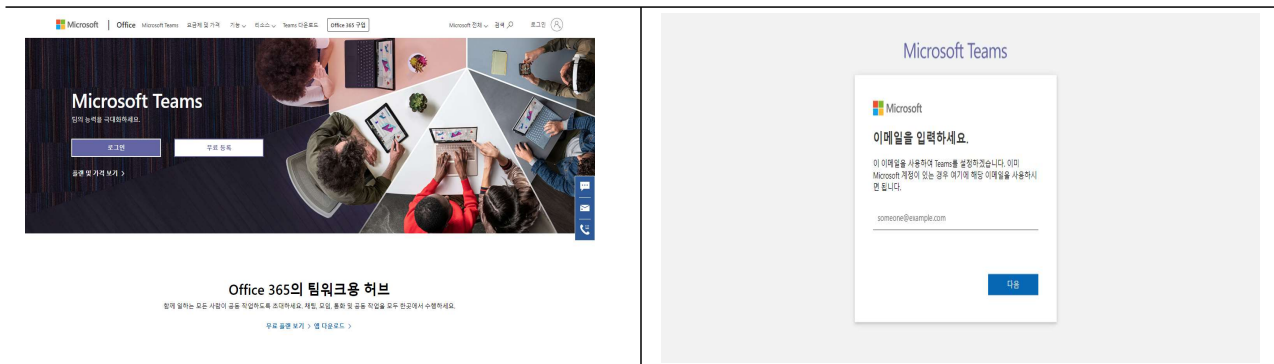 Microsoft | Office Microsoft Teams 요금제 및 가격 기능 리소스 Teams 다운로드 Office 365 구입 Microsoft 전체 검색 로그인
Microsoft Teams
팀의 능력을 극대화하세요.
로그인 무료 등록
플랜 및 가격 보기 >
Office 365의 팀워크용 허브
함께 일하는 모든 사람이 공동 작업하도록 초대하세요. 채팅, 모임, 통화 및 공동 작업을 모두 한곳에서 수행하세요.
무료 플랜 보기 > 앱 다운로드 >
Microsoft Teams
Microsoft
이메일을 입력하세요.
이 이메일을 사용하여 Teams를 설정하겠습니다. 이미
Microsoft 계정이 있는 경우 여기에 해당 이메일을 사용하시
면 됩니다.
someone@example.com
다음